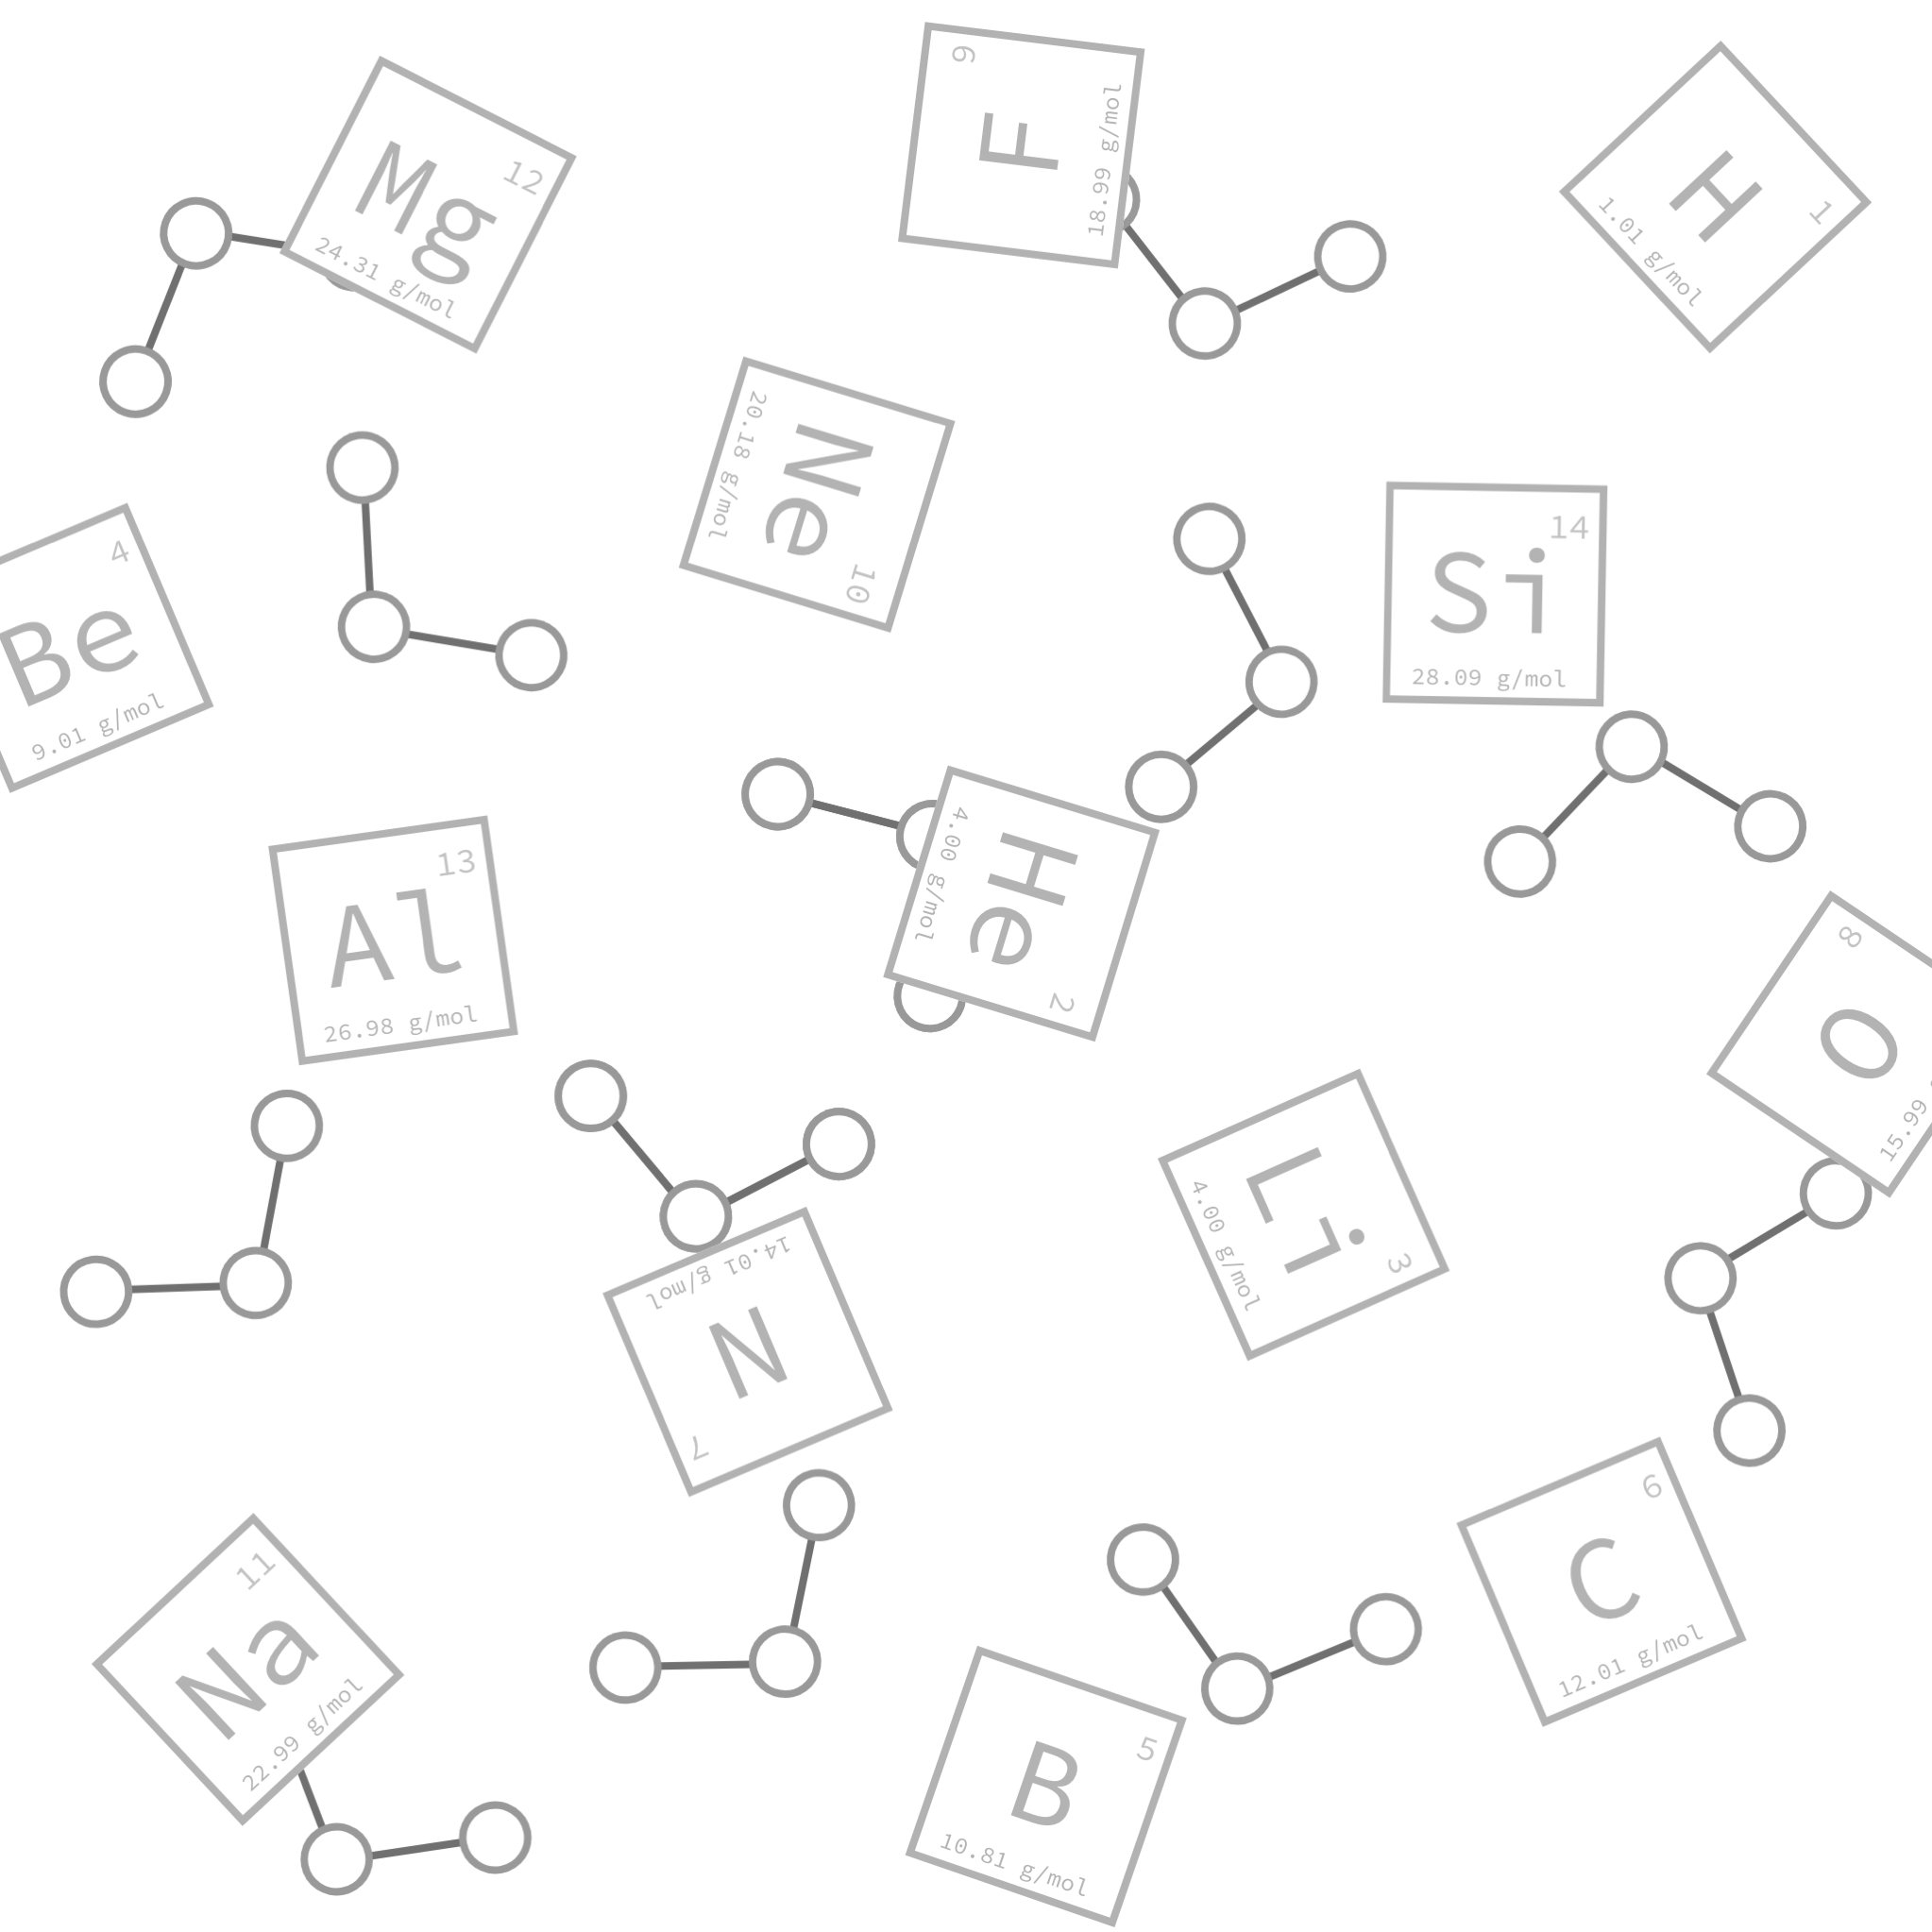 9
F
18.99 g/mol
12
Mg
24.31 g/mol
1
H
1.01 g/mol
10
Ne
20.18 g/mol
14
Si
28.09 g/mol
4
Be
9.01 g/mol
13
Al
26.98 g/mol
2
He
4.00 g/mol
8
O
15.99
3
Li
4.00 g/mol
7
N
14.01 g/mol
6
C
12.01 g/mol
11
Na
22.99 g/mol
5
B
10.81 g/mol